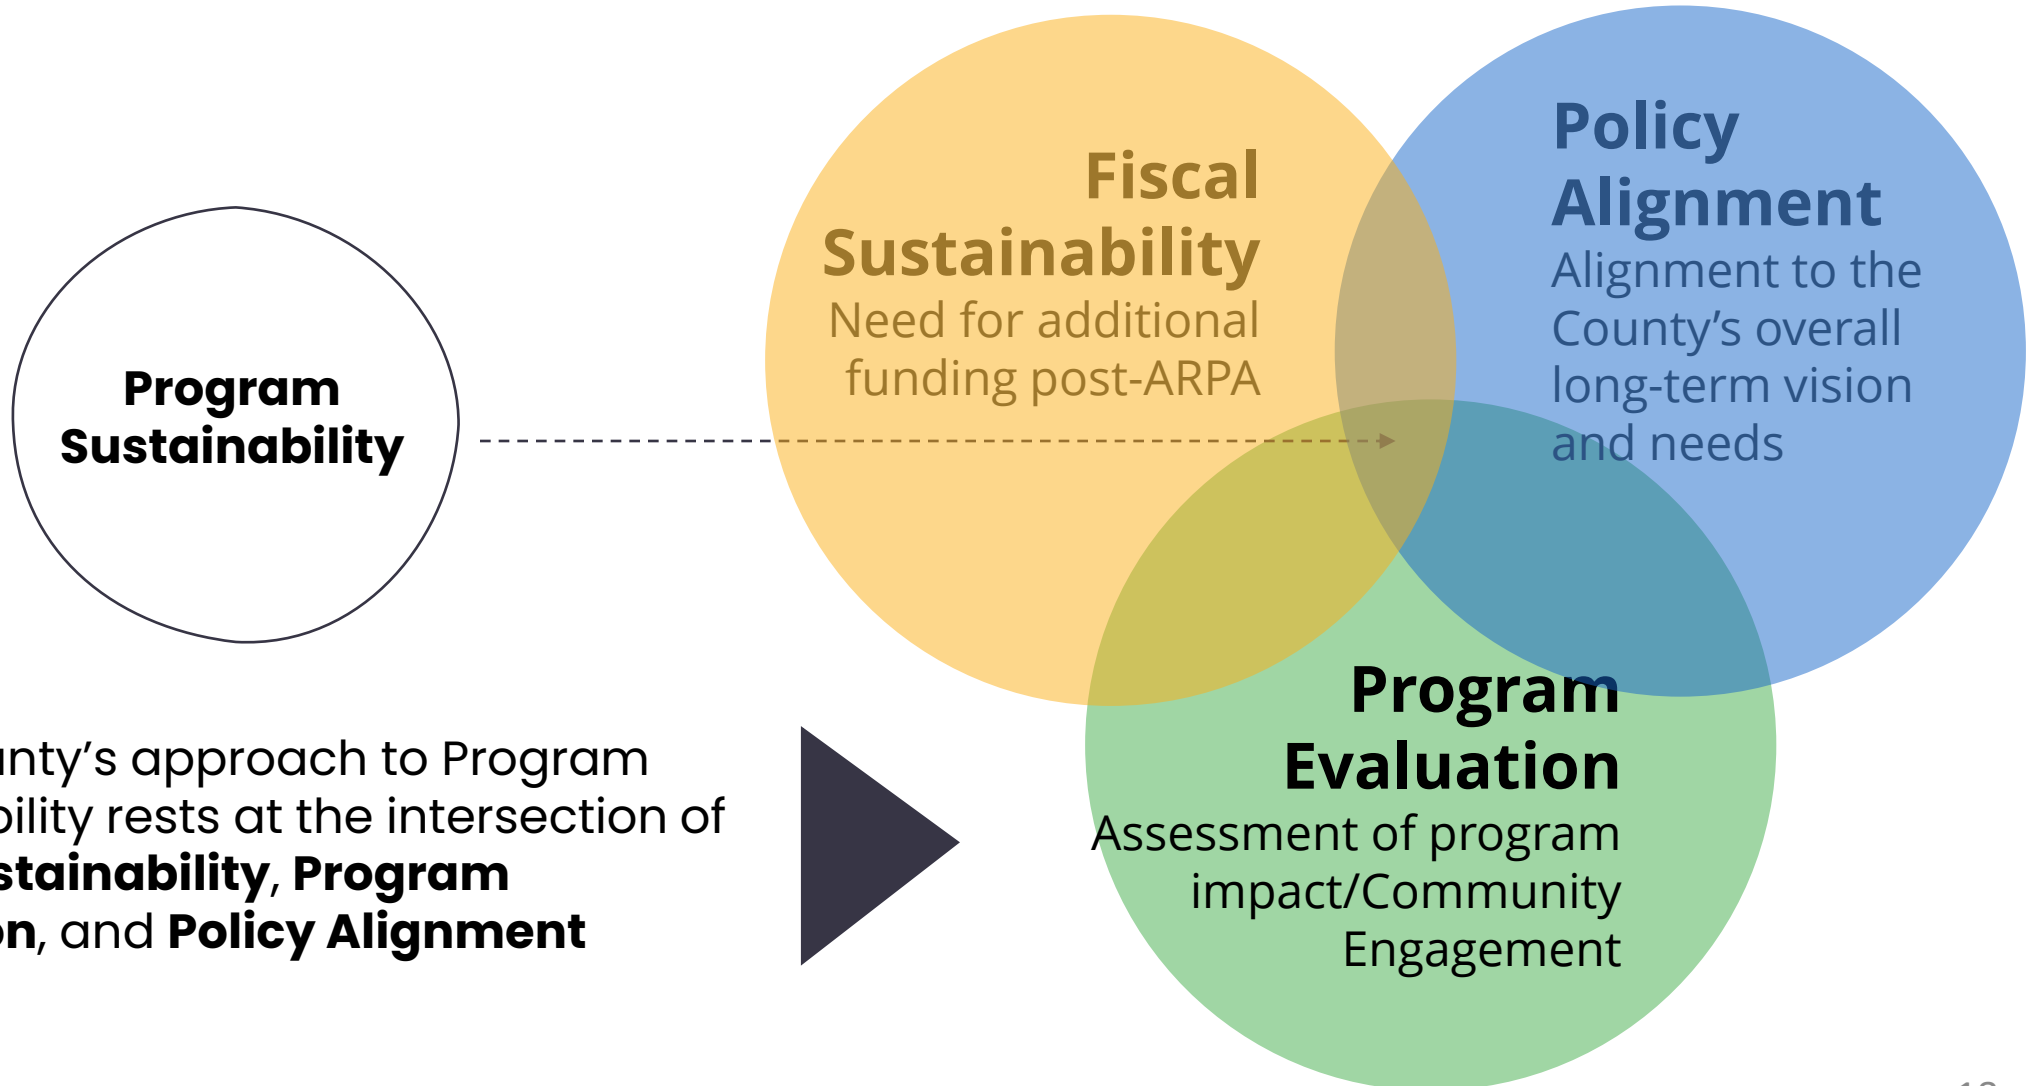 Program
Sustainability
Fiscal
Sustainability
Need for additional
funding post-ARPA
Policy
Alignment
Alignment to the
County’s overall
long-term vision
and needs
Program
Evaluation
Assessment of program
impact/Community
Engagement
unty’s approach to Program
bility rests at the intersection of
stainability, Program
on, and Policy Alignment